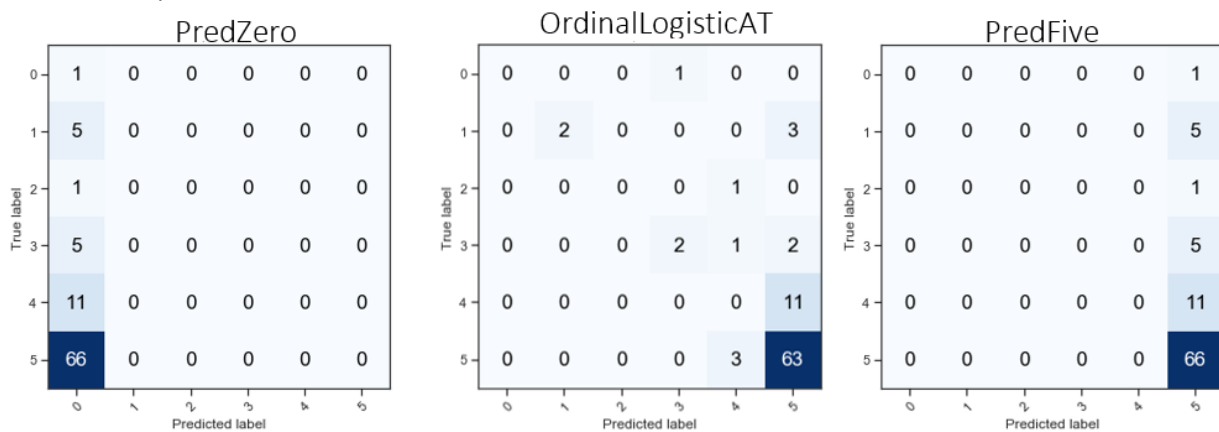 PredZero OrdinalLogisticAT PredFive
0 1 0 0 0 0 0 0 0 0 0 1 0 0 0 0 0 0 0 0 1
1 5 0 0 0 0 0 1 0 2 0 0 0 3 1 0 0 0 0 0 5
2 1 0 0 0 0 0 2 0 0 0 0 1 0 2 0 0 0 0 0 1
3 5 0 0 0 0 0 3 0 0 0 2 1 2 3 0 0 0 0 0 5
4 11 0 0 0 0 0 4 0 0 0 0 0 11 4 0 0 0 0 0 11
5 66 0 0 0 0 0 5 0 0 0 0 3 63 5 0 0 0 0 0 66
True label True label True label
0 1 2 3 4 5 0 1 2 3 4 5 0 1 2 3 4 5
Predicted label Predicted label Predicted label